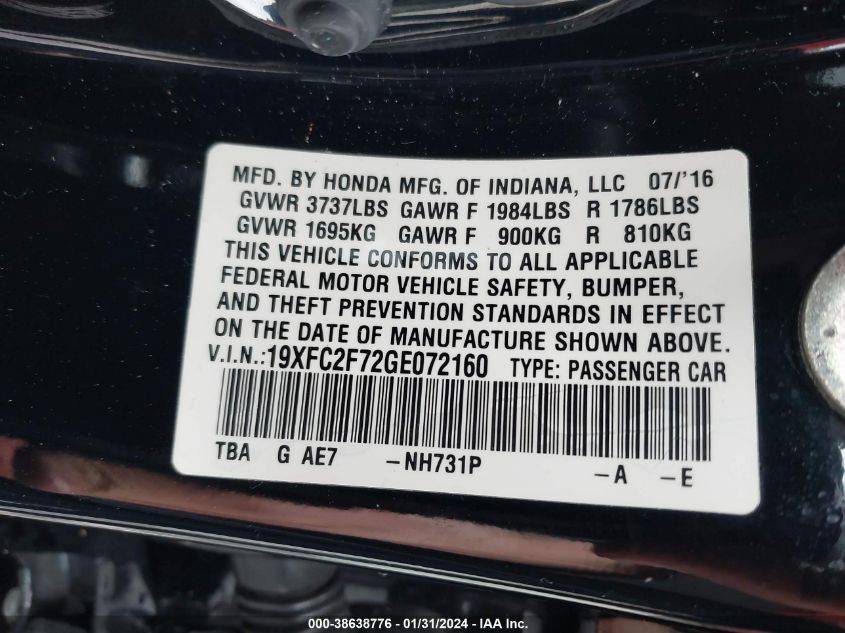 MFD. BY HONDA MFG. OF INDIANA, LLC 07/'16
GVWR 3737LBS GAWR F 1984LBS R 1786LBS
GVWR 1695KG GAWR F 900KG R 810KG
THIS VEHICLE CONFORMS TO ALL APPLICABLE
FEDERAL MOTOR VEHICLE SAFETY, BUMPER,
AND THEFT PREVENTION STANDARDS IN EFFECT
ON THE DATE OF MANUFACTURE SHOWN ABOVE.
V.I.N.:19XFC2F72GE072160 TYPE: PASSENGER CAR
TBA G AE7 -NH731P -A -E
000-38638776 - 01/31/2024 - IAA Inc.